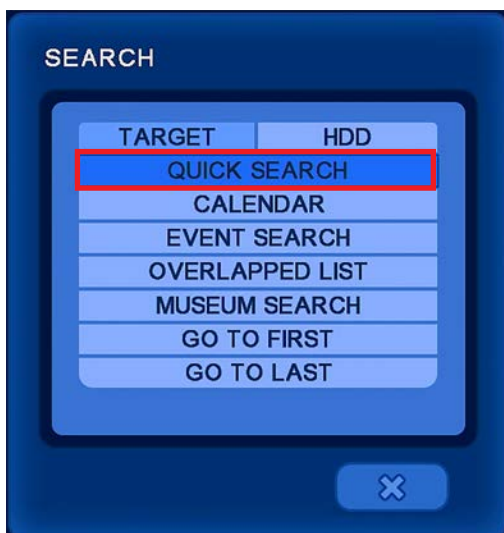 SEARCH
TARGET HDD
QUICK SEARCH
CALENDAR
EVENT SEARCH
OVERLAPPED LIST
MUSEUM SEARCH
GO TO FIRST
GO TO LAST